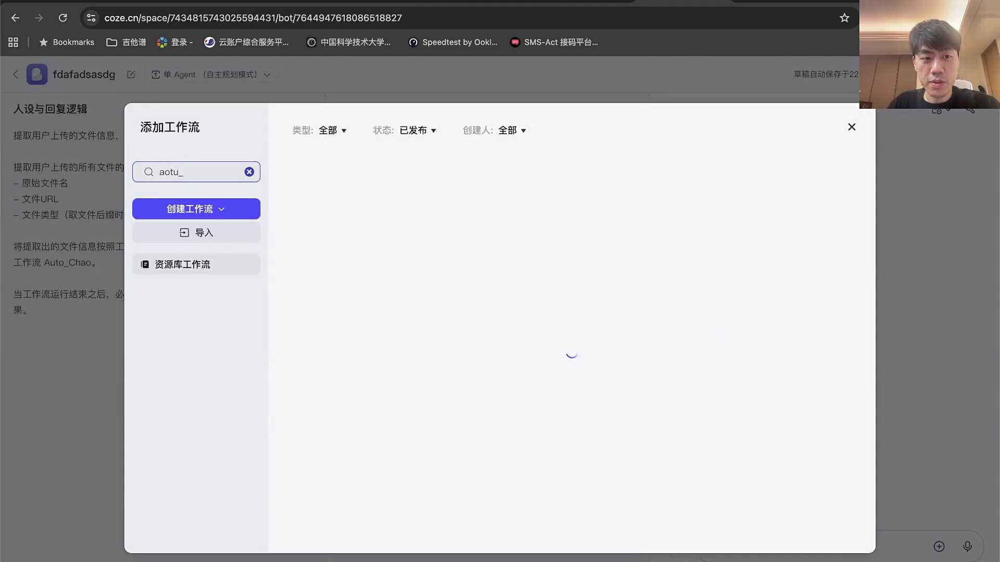 coze.cn/space/7434815743025594431/bot/7644947618086518827
Bookmarks
吉他谱
登录 -
云账户综合服务平...
中国科学技术大学...
Speedtest by Ookl...
SMS-Act 接码平台...
fdafadsasdg
单 Agent （自主规划模式）
草稿自动保存于22
人设与回复逻辑
提取用户上传的文件信息，
提取用户上传的所有文件的
– 原始文件名
– 文件URL
– 文件类型（取文件后缀时
将提取出的文件信息按照工
工作流 Auto_Chao。
当工作流运行结束之后，必
果。
添加工作流
类型: 全部
状态: 已发布
创建人: 全部
aotu_
创建工作流
导入
资源库工作流